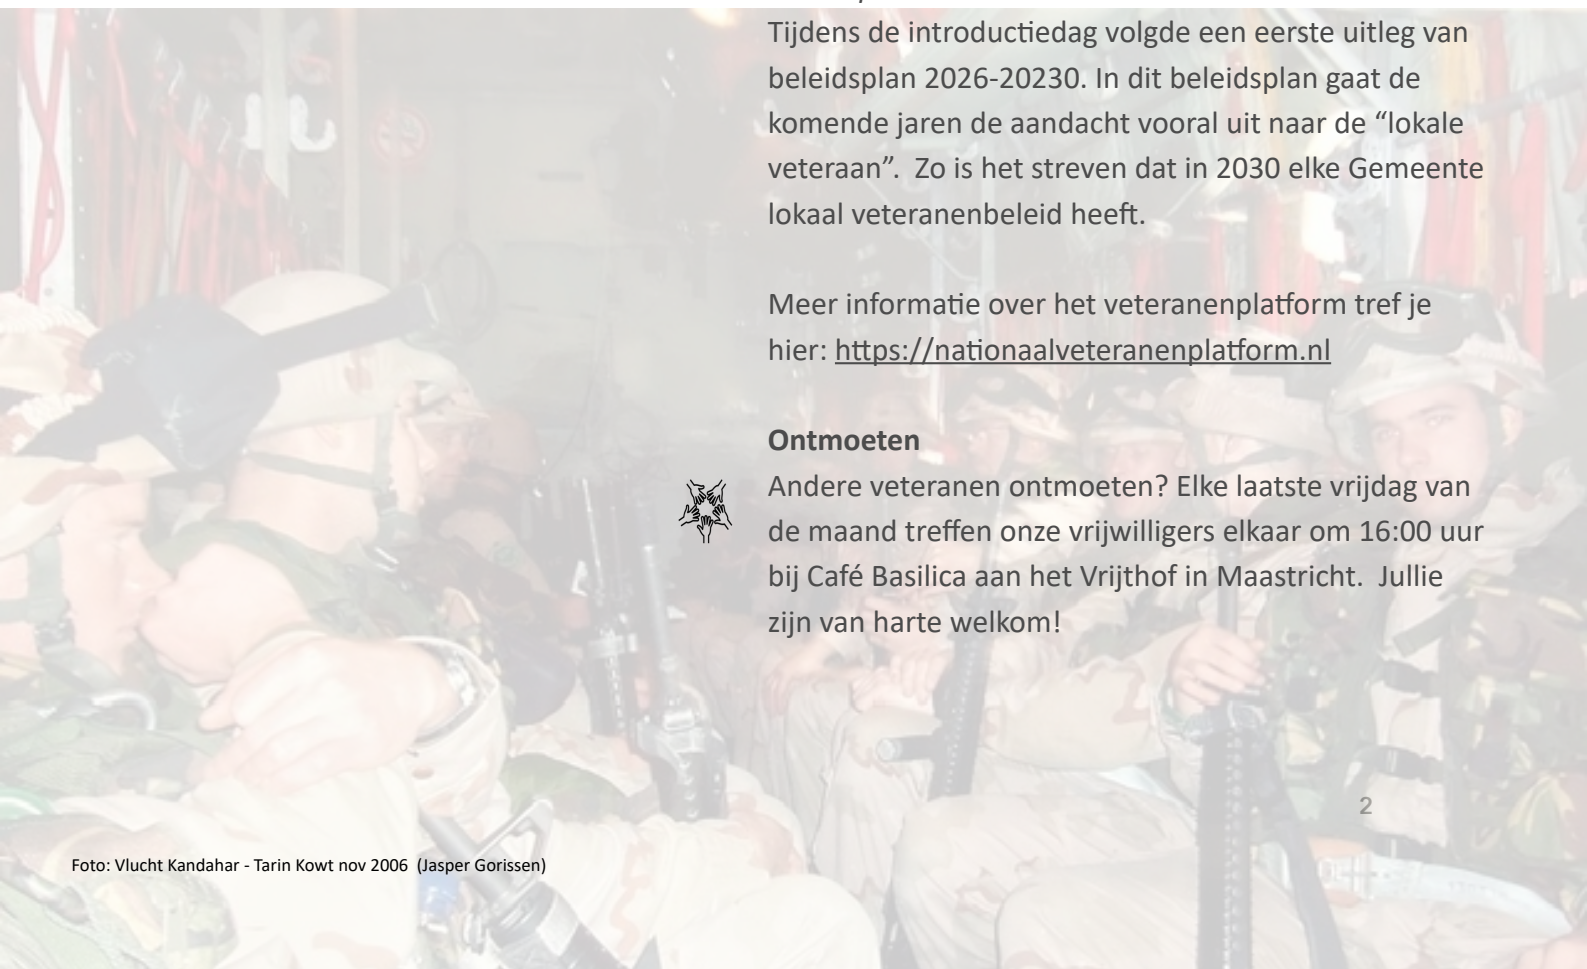 Tijdens de introductiedag volgde een eerste uitleg van
beleidsplan 2026-20230. In dit beleidsplan gaat de
komende jaren de aandacht vooral uit naar de “lokale
veteraan”.  Zo is het streven dat in 2030 elke Gemeente
lokaal veteranenbeleid heeft.
Meer informatie over het veteranenplatform tref je
hier: https://nationaalveteranenplatform.nl
Ontmoeten
Andere veteranen ontmoeten? Elke laatste vrijdag van
de maand treffen onze vrijwilligers elkaar om 16:00 uur
bij Café Basilica aan het Vrijthof in Maastricht.  Jullie
zijn van harte welkom!
2
Foto: Vlucht Kandahar - Tarin Kowt nov 2006  (Jasper Gorissen)